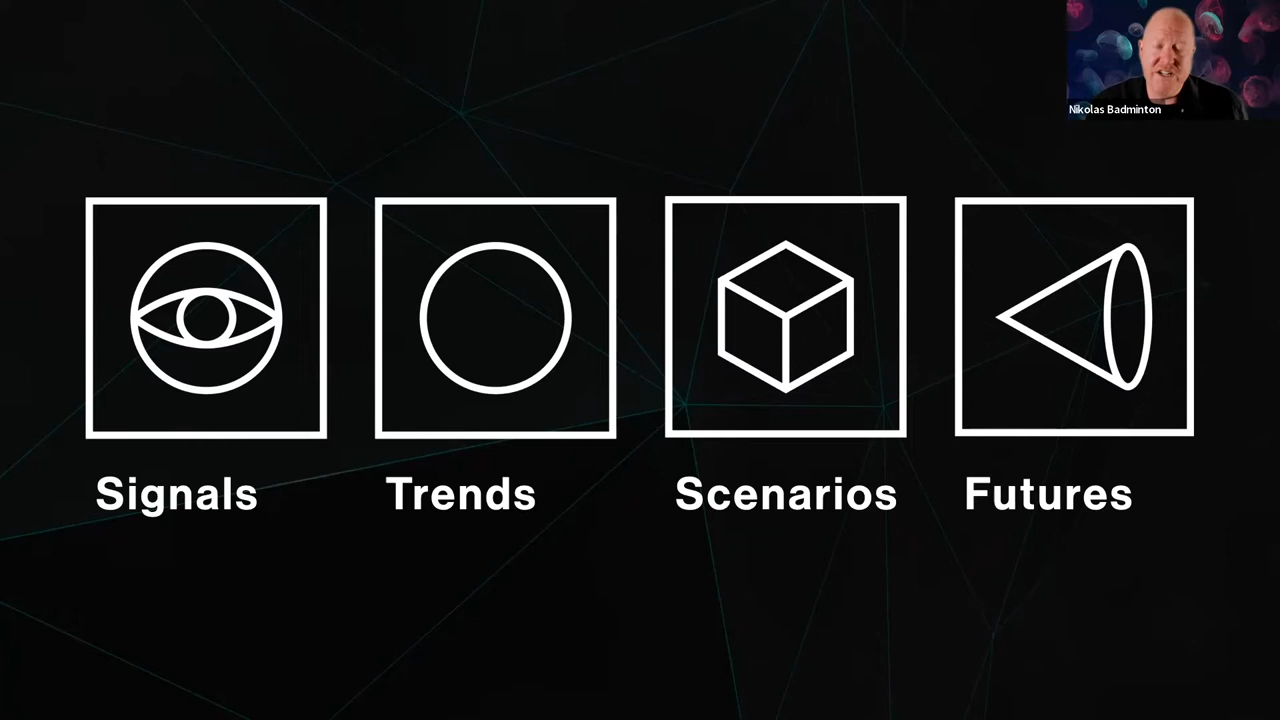 Nikolas Badminton
Signals
Trends
Scenarios
Futures